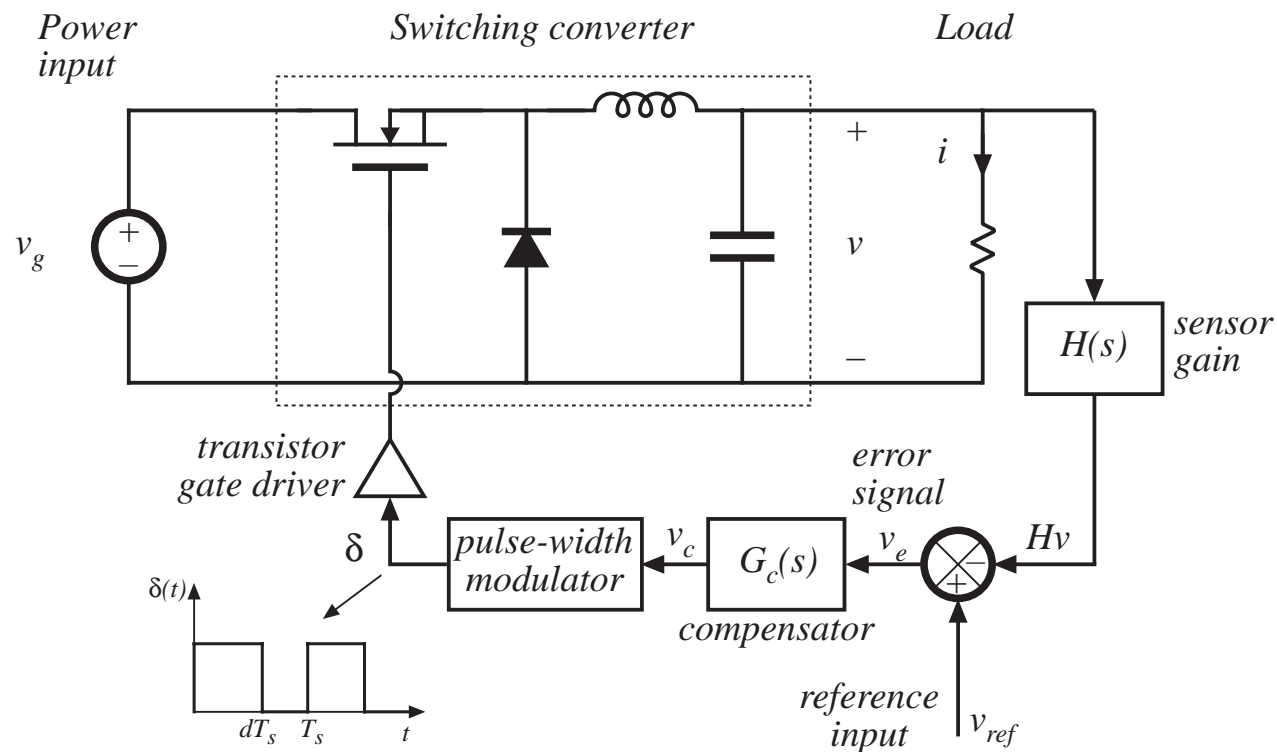 Power
input
Switching converter
Load
+
i
v_g
+
–
v
–
H(s)
sensor
gain
transistor
gate driver
error
signal
δ
pulse-width
modulator
v_c
G_c(s)
v_e
–
+
Hv
compensator
δ(t)
dT_s
T_s
t
reference
input
v_ref